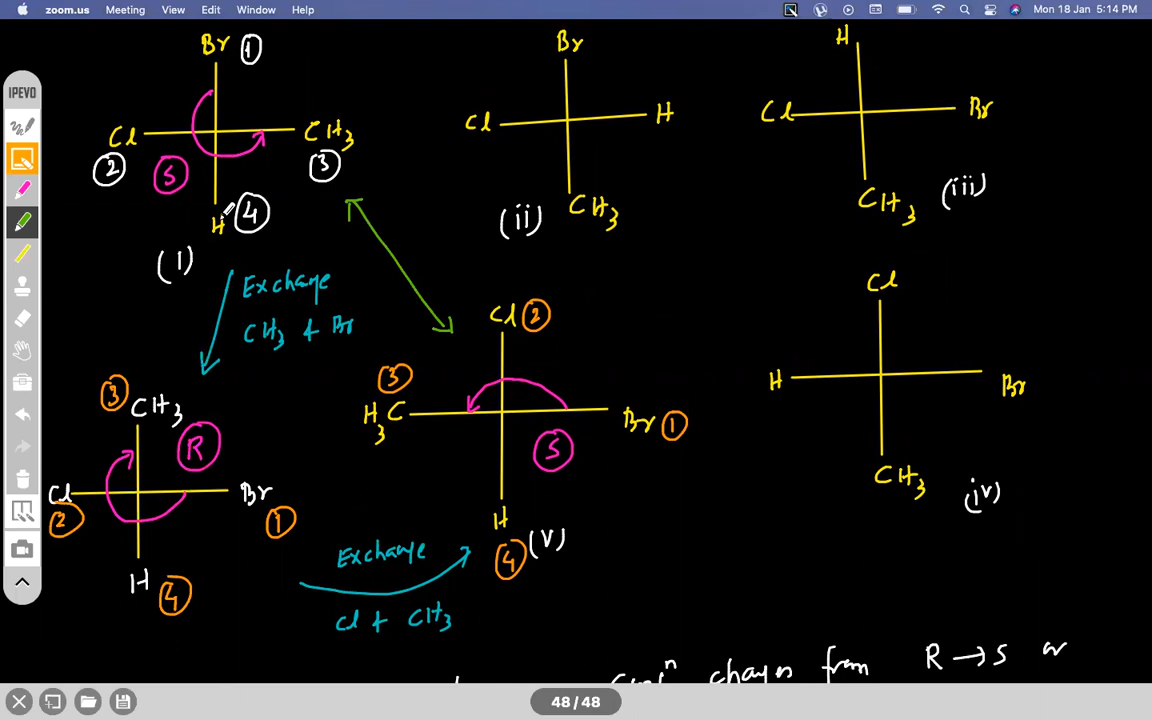 zoom.us Meeting View Edit Window Help Mon 18 Jan 5:14 PM
IPEVO
Br ①
Cl CH3
② S ③
H ④
(I)
Br
Cl H
CH3
(ii)
H
Cl Br
CH3
(iii)
Exchange
CH3 + Br
③ CH3
R
Cl Br
② ①
H
④
Cl ②
③
H3C Br ①
S
H
④ (V)
Exchange
Cl + CH3
Cl
H Br
CH3
(iv)
changes from R → S or
48 / 48